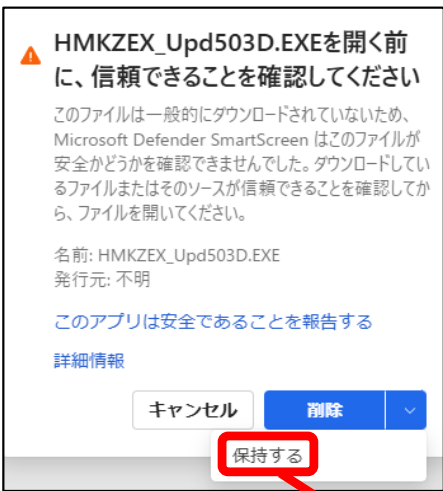 HMKZEX_Upd503D.EXEを開く前
に、信頼できることを確認してください
このファイルは一般的にダウンロードされていないため、
Microsoft Defender SmartScreen はこのファイルが
安全かどうかを確認できませんでした。ダウンロードしてい
るファイルまたはそのソースが信頼できることを確認してか
ら、ファイルを開いてください。
名前: HMKZEX_Upd503D.EXE
発行元: 不明
このアプリは安全であることを報告する
詳細情報
キャンセル
削除
保持する